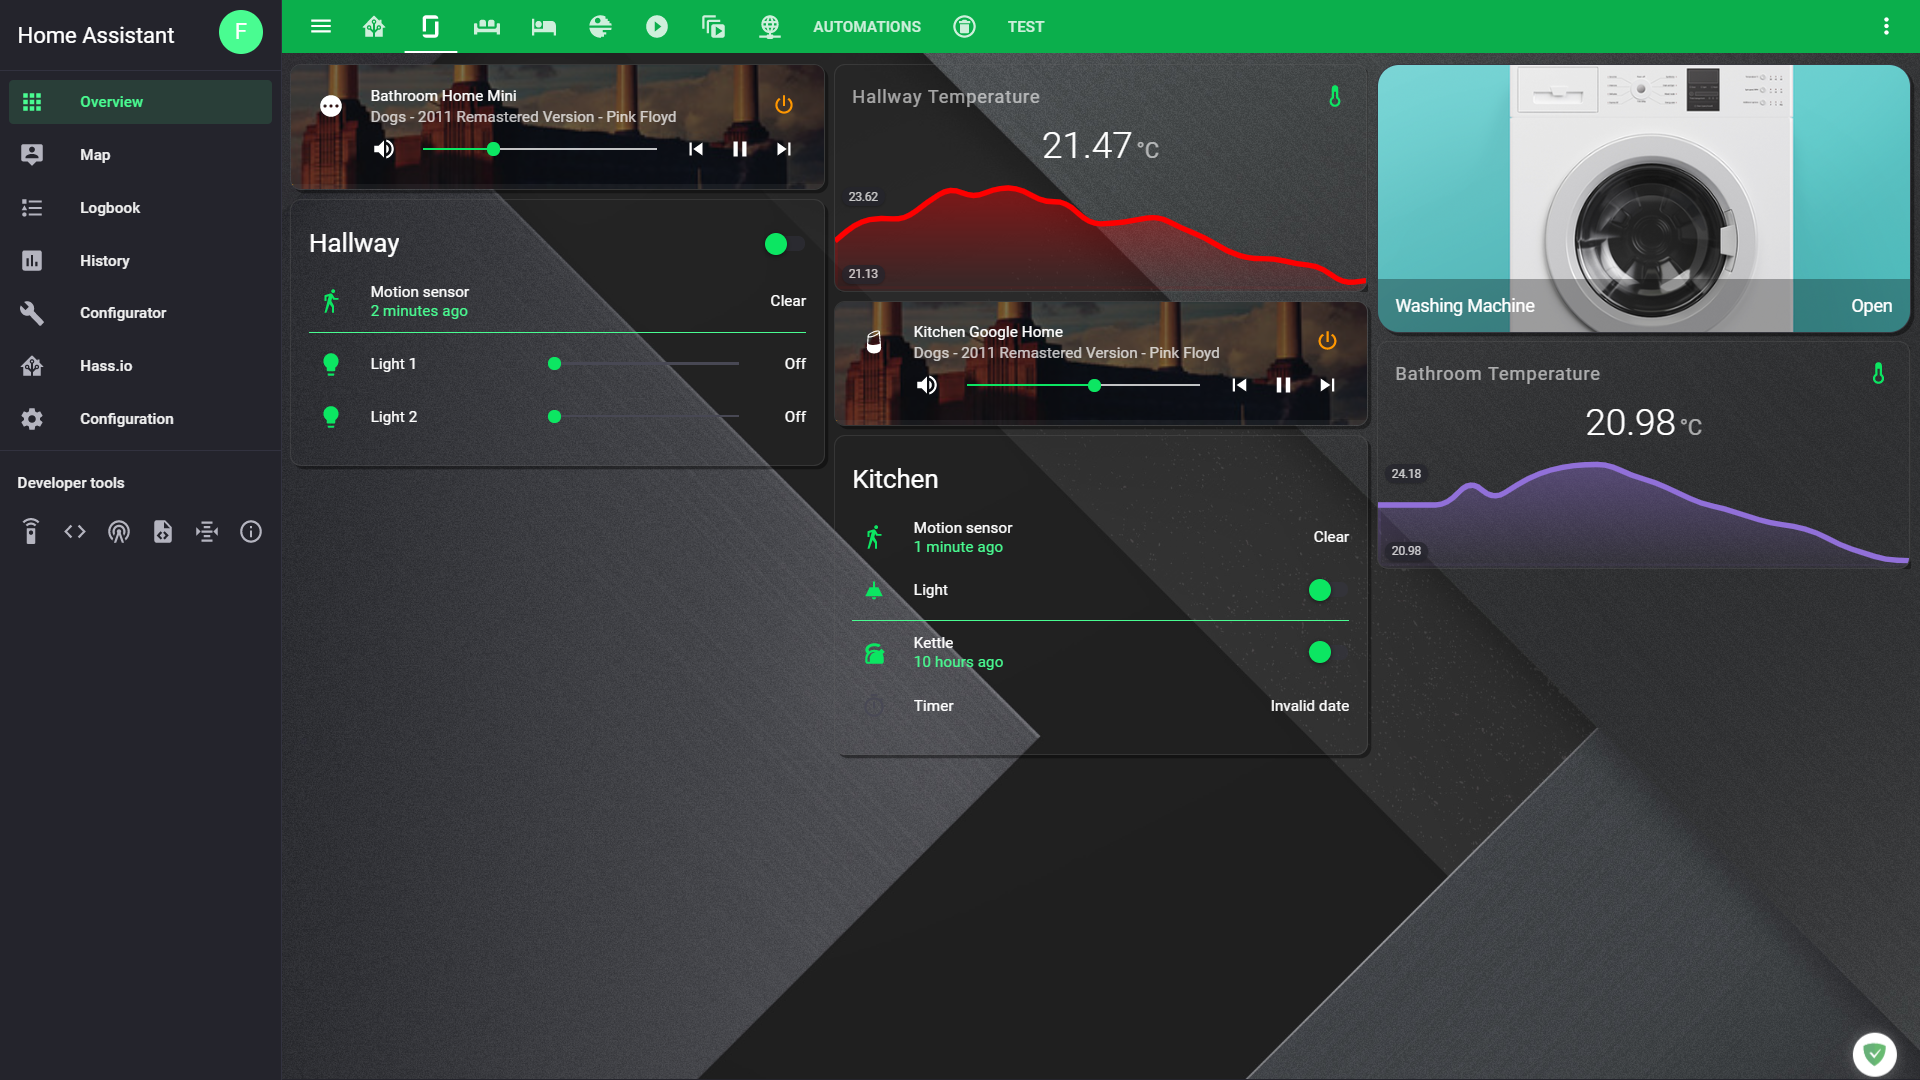 Home Assistant
F
AUTOMATIONS
TEST
Overview
Map
Logbook
History
Configurator
Hass.io
Configuration
Developer tools
Bathroom Home Mini
Dogs - 2011 Remastered Version - Pink Floyd
Hallway
Motion sensor
2 minutes ago
Clear
Light 1
Off
Light 2
Off
Hallway Temperature
21.47 °C
23.62
21.13
Kitchen Google Home
Dogs - 2011 Remastered Version - Pink Floyd
Kitchen
Motion sensor
1 minute ago
Clear
Light
Kettle
10 hours ago
Timer
Invalid date
Washing Machine
Open
Bathroom Temperature
20.98 °C
24.18
20.98